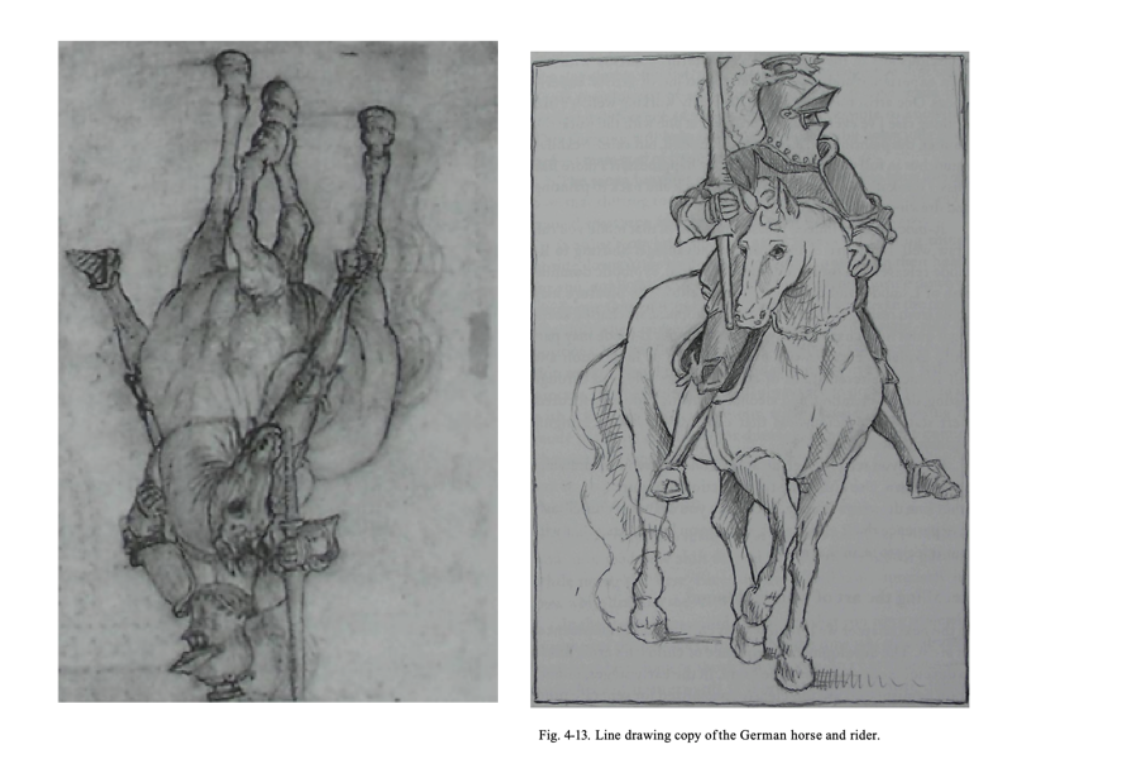 Fig. 4-13. Line drawing copy of the German horse and rider.